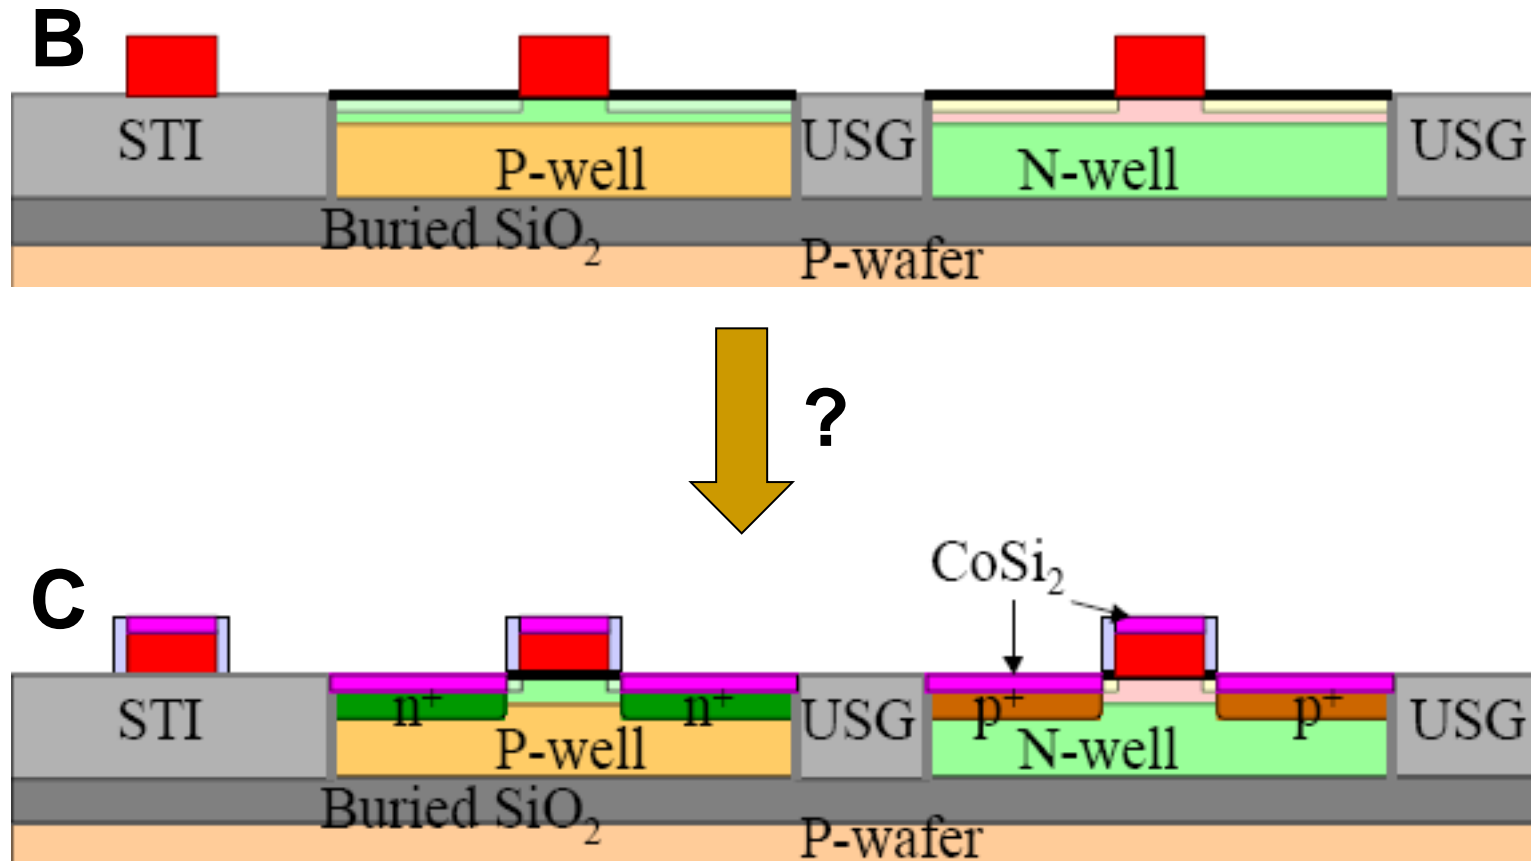 B
STI
P-well
USG
N-well
USG
Buried SiO₂
P-wafer
?
C
CoSi₂
STI
n⁺
n⁺
P-well
USG
p⁺
p⁺
N-well
USG
Buried SiO₂
P-wafer